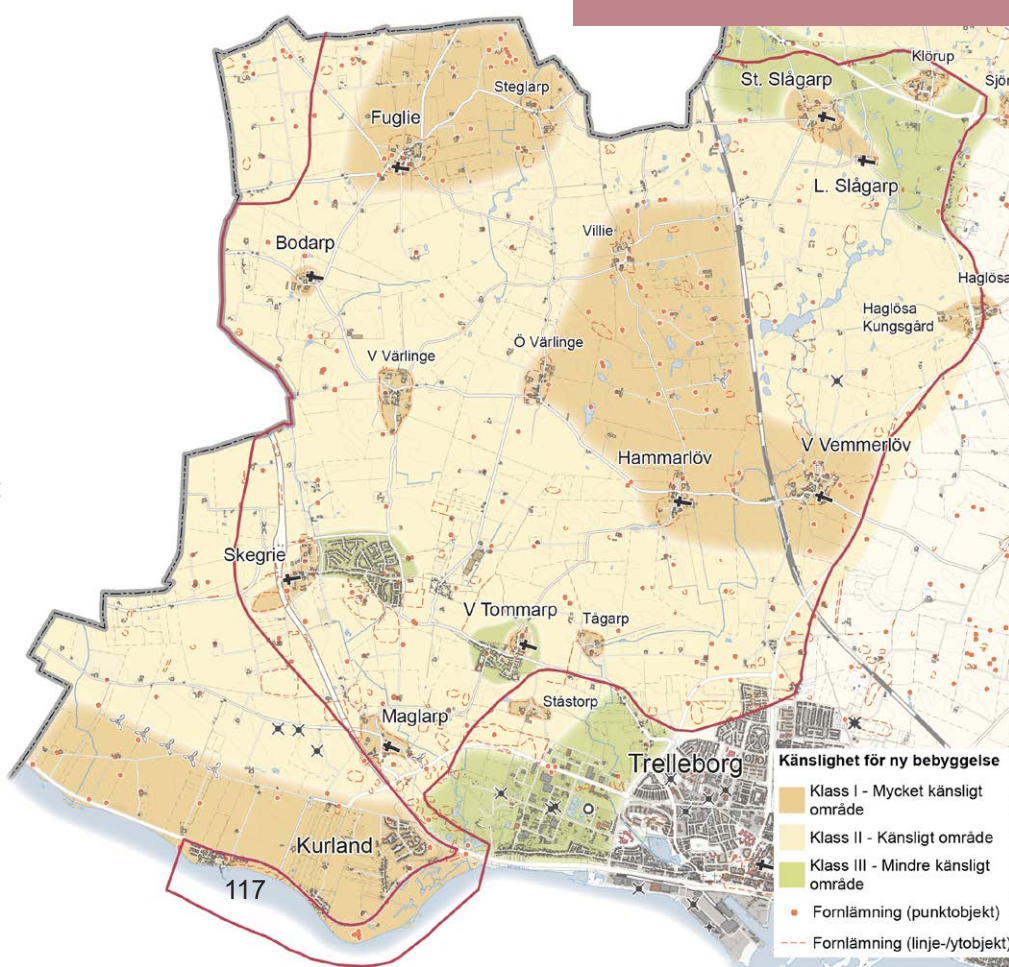 Klörup
St. Slågarp
Sjör
Steglarp
Fuglie
L. Slågarp
Villie
Bodarp
Haglösa
Haglösa
Kungsgård
Ö Värlinge
V Värlinge
V Vemmerlöv
Hammarlöv
Skegrie
V Tommarp
Tågarp
Ståstorp
Maglarp
Trelleborg
Kurland
117
Känslighet för ny bebyggelse
Klass I - Mycket känsligt
område
Klass II - Känsligt område
Klass III - Mindre känsligt
område
Fornlämning (punktobjekt)
Fornlämning (linje-/ytobjekt)